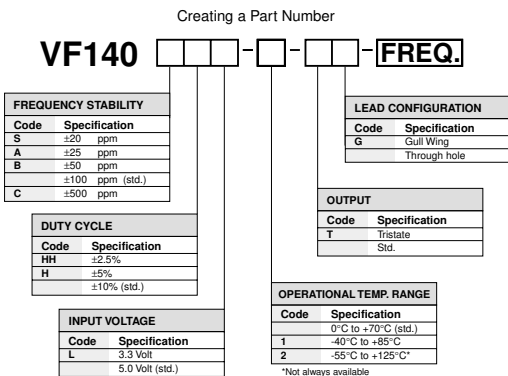 Creating a Part Number
VF140 - - - FREQ.
FREQUENCY STABILITY
Code Specification
S ±20 ppm
A ±25 ppm
B ±50 ppm
±100 ppm (std.)
C ±500 ppm
DUTY CYCLE
Code Specification
HH ±2.5%
H ±5%
±10% (std.)
INPUT VOLTAGE
Code Specification
L 3.3 Volt
5.0 Volt (std.)
LEAD CONFIGURATION
Code Specification
G Gull Wing
Through hole
OUTPUT
Code Specification
T Tristate
Std.
OPERATIONAL TEMP. RANGE
Code Specification
0°C to +70°C (std.)
1 -40°C to +85°C
2 -55°C to +125°C*
*Not always available